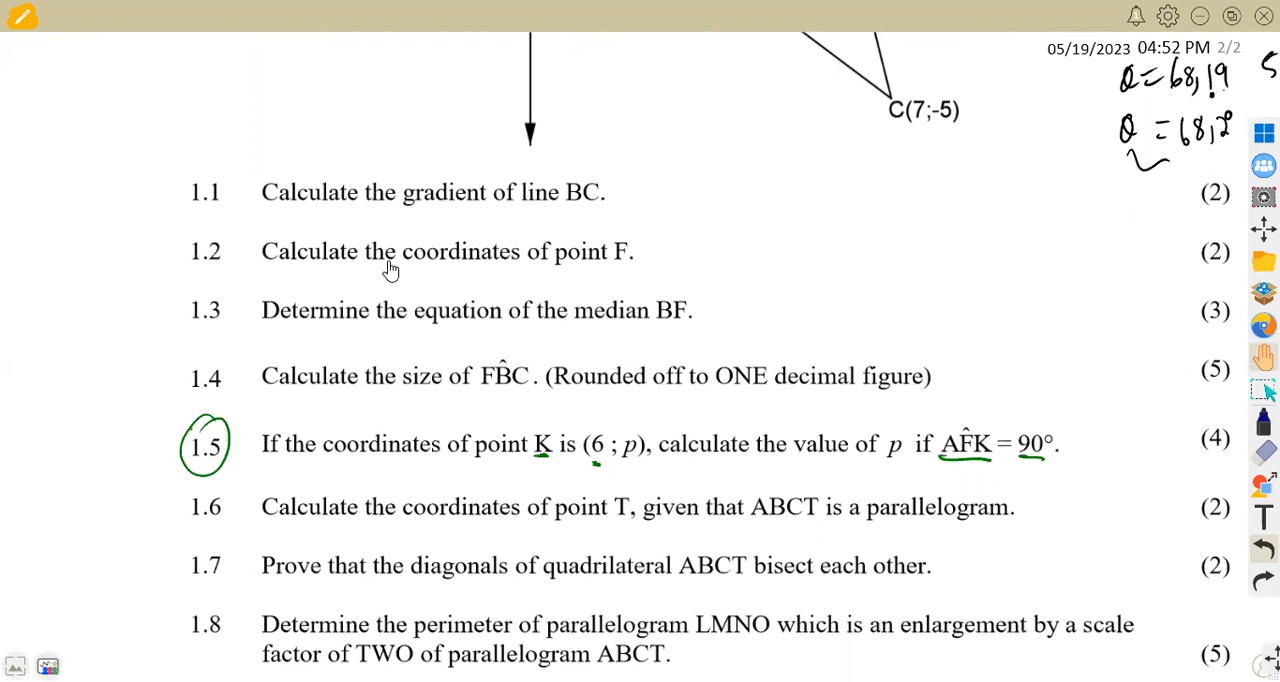 05/19/2023 04:52 PM 2/2
θ = 68,19
C(7;-5)
θ = 68,2°
1.1 Calculate the gradient of line BC. (2)
1.2 Calculate the coordinates of point F. (2)
1.3 Determine the equation of the median BF. (3)
1.4 Calculate the size of FB̂C. (Rounded off to ONE decimal figure) (5)
1.5 If the coordinates of point K is (6 ; p), calculate the value of p if AF̂K = 90°. (4)
1.6 Calculate the coordinates of point T, given that ABCT is a parallelogram. (2)
1.7 Prove that the diagonals of quadrilateral ABCT bisect each other. (2)
1.8 Determine the perimeter of parallelogram LMNO which is an enlargement by a scale
factor of TWO of parallelogram ABCT. (5)